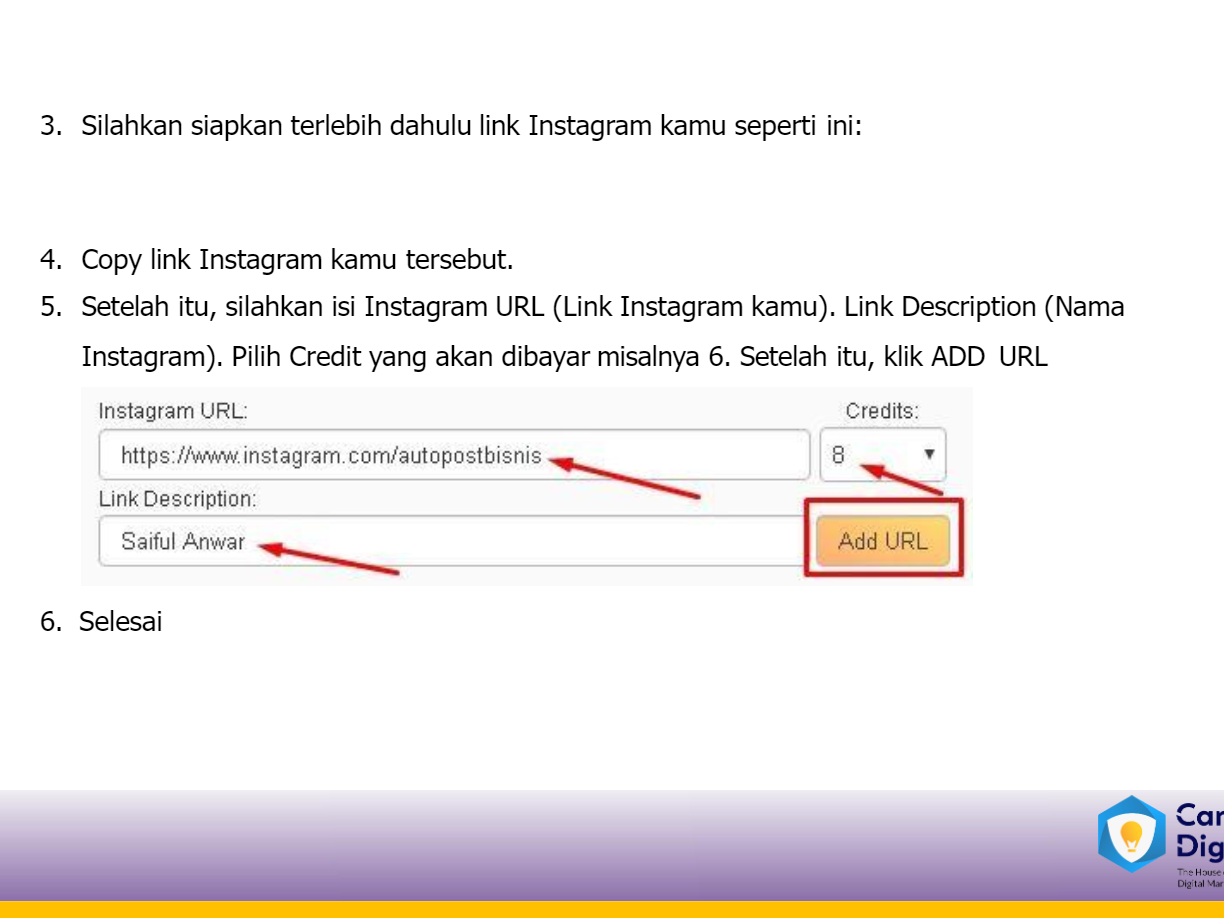 3. Silahkan siapkan terlebih dahulu link Instagram kamu seperti ini:
4. Copy link Instagram kamu tersebut.
5. Setelah itu, silahkan isi Instagram URL (Link Instagram kamu). Link Description (Nama
Instagram). Pilih Credit yang akan dibayar misalnya 6. Setelah itu, klik ADD URL
Instagram URL: Credits:
https://www.instagram.com/autopostbisnis 8
Link Description:
Saiful Anwar Add URL
6. Selesai
Car
Dig
The House
Digital Mar